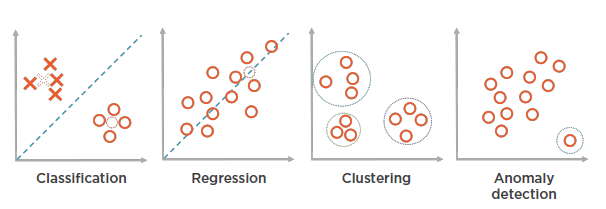 Classification
Regression
Clustering
Anomaly
detection